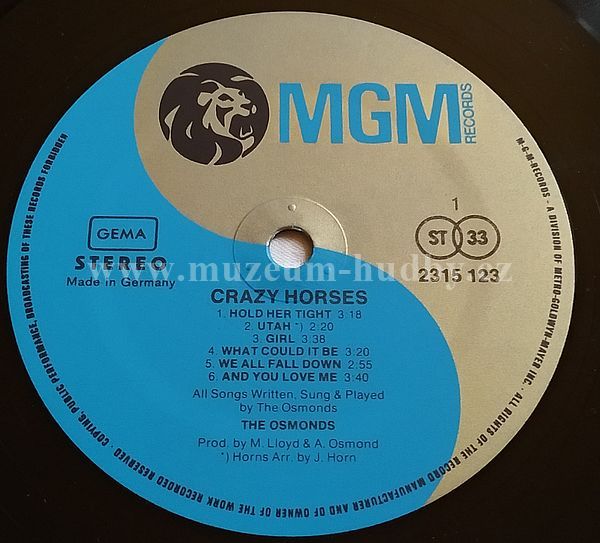 MGM
RECORDS
1
GEMA
STEREO
Made in Germany
ST 33
2315 123
www.muzeum-hudby.cz
CRAZY HORSES
1. HOLD HER TIGHT 3:18
2. UTAH *) 2:20
3. GIRL 3:38
4. WHAT COULD IT BE 3:20
5. WE ALL FALL DOWN 2:55
6. AND YOU LOVE ME 3:40
All Songs Written, Sung & Played
by The Osmonds
THE OSMONDS
Prod. by M. Lloyd & A. Osmond
*) Horns Arr. by J. Horn
M-G-M-RECORDS - A DIVISION OF METRO-GOLDWYN-MAYER INC. · ALL RIGHTS OF THE RECORD MANUFACTURER AND OF OWNER OF THE WORK RECORDED RESERVED · COPYING, PUBLIC PERFORMANCE, BROADCASTING OF THESE RECORDS FORBIDDEN